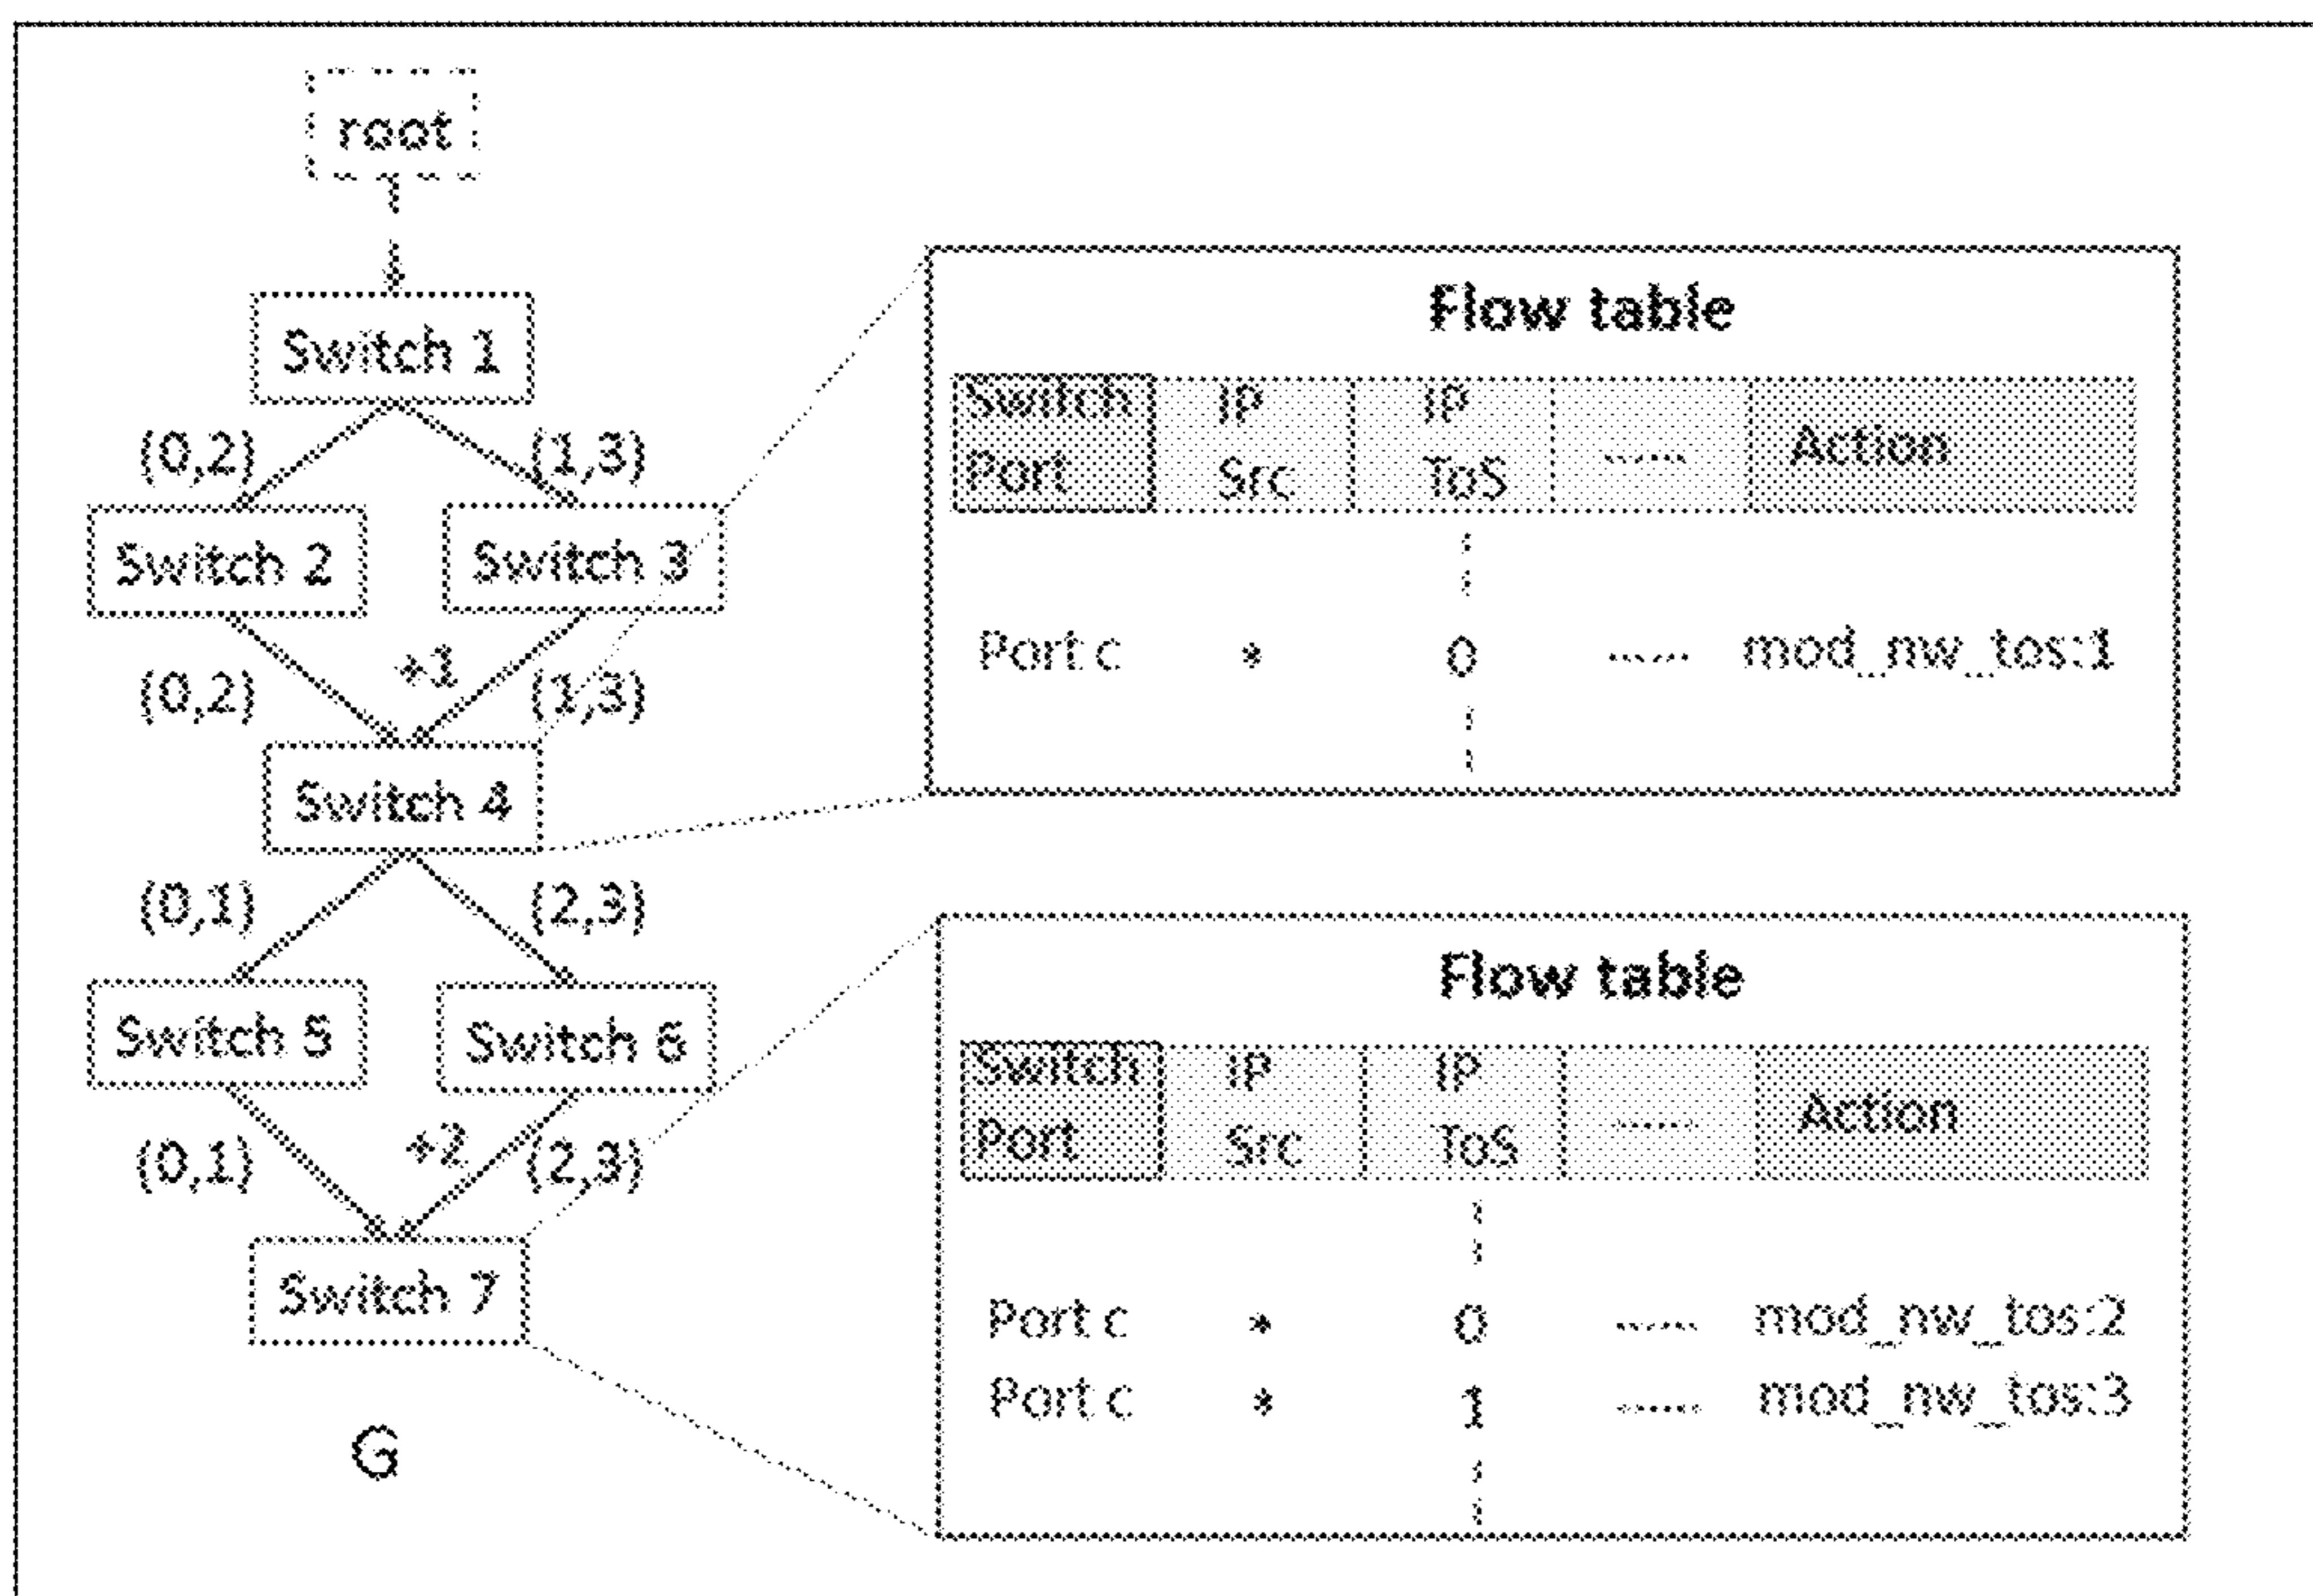 root
Switch 1
(0,2) (1,3)
Switch 2 Switch 3
(0,2) +1 (1,3)
Switch 4
(0,1) (2,3)
Switch 5 Switch 6
(0,1) +2 (2,3)
Switch 7
G
Flow table
Switch IP IP
Port Src ToS ...... Action
Port c * 0 ...... mod_nw_tos:1
Flow table
Switch IP IP
Port Src ToS ...... Action
Port c * 0 ...... mod_nw_tos:2
Port c * 1 ...... mod_nw_tos:3